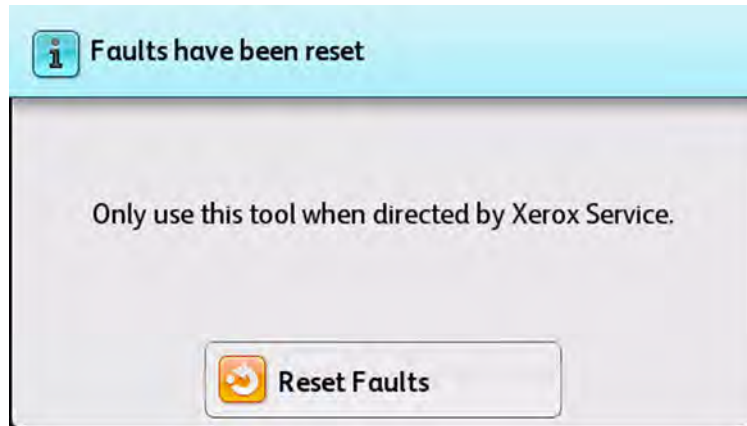 Faults have been reset
Only use this tool when directed by Xerox Service.
Reset Faults